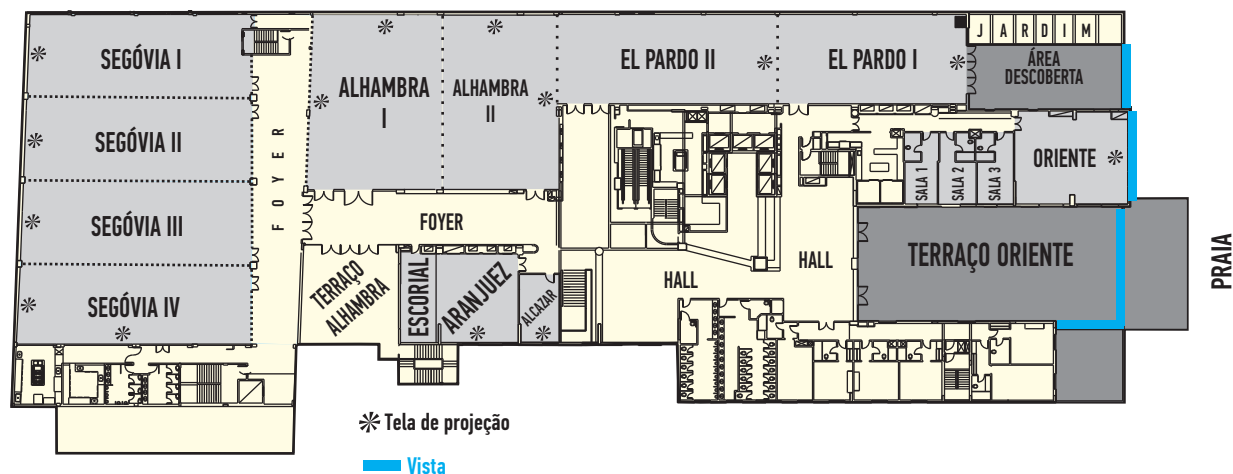 JARDIM
SEGÓVIA I
ALHAMBRA
I
ALHAMBRA
II
EL PARDO II
EL PARDO I
ÁREA
DESCOBERTA
SEGÓVIA II
FOYER
ORIENTE
SALA 1
SALA 2
SALA 3
SEGÓVIA III
FOYER
HALL
HALL
TERRAÇO ORIENTE
PRAIA
SEGÓVIA IV
TERRAÇO
ALHAMBRA
ESCORIAL
ARANJUEZ
ALCAZAR
Tela de projeção
Vista